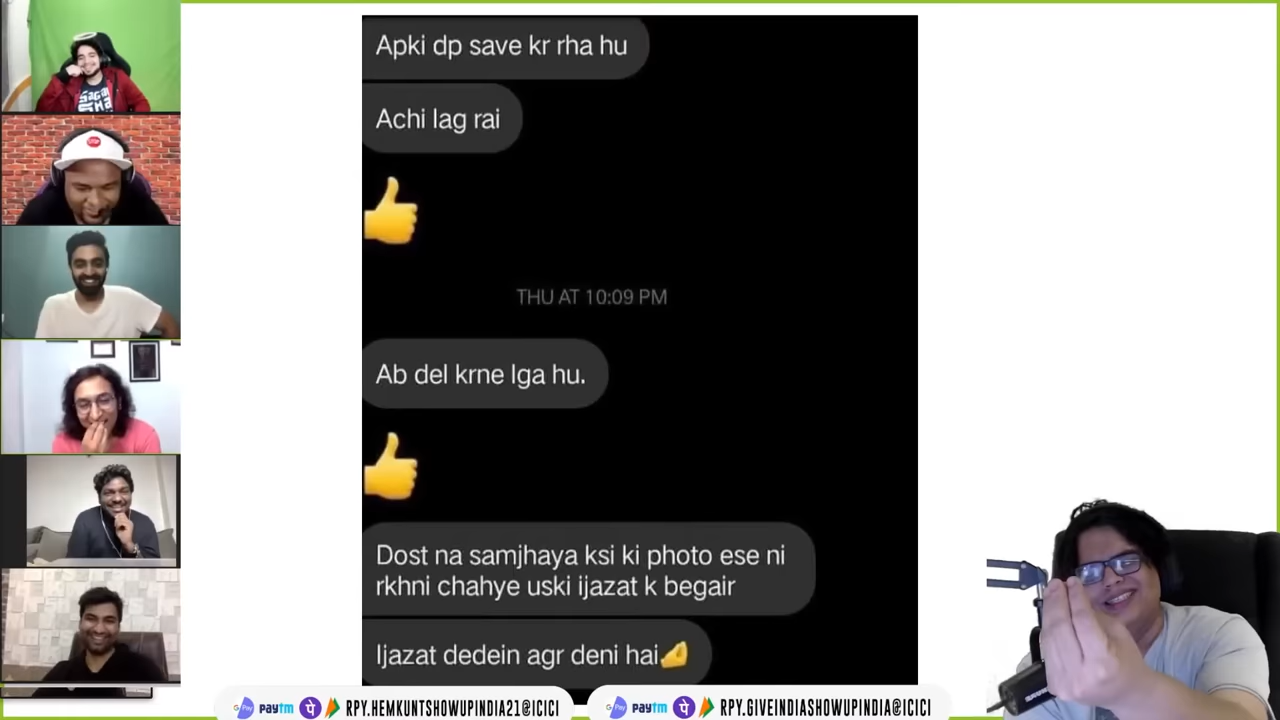 Apki dp save kr rha hu
Achi lag rai
👍
THU AT 10:09 PM
Ab del krne lga hu.
👍
Dost na samjhaya ksi ki photo ese ni
rkhni chahye uski ijazat k begair
Ijazat dedein agr deni hai🤌
G Pay paytm RPY.HEMKUNTSHOWUPINDIA21@ICICI
G Pay paytm RPY.GIVEINDIASHOWUPINDIA@ICICI